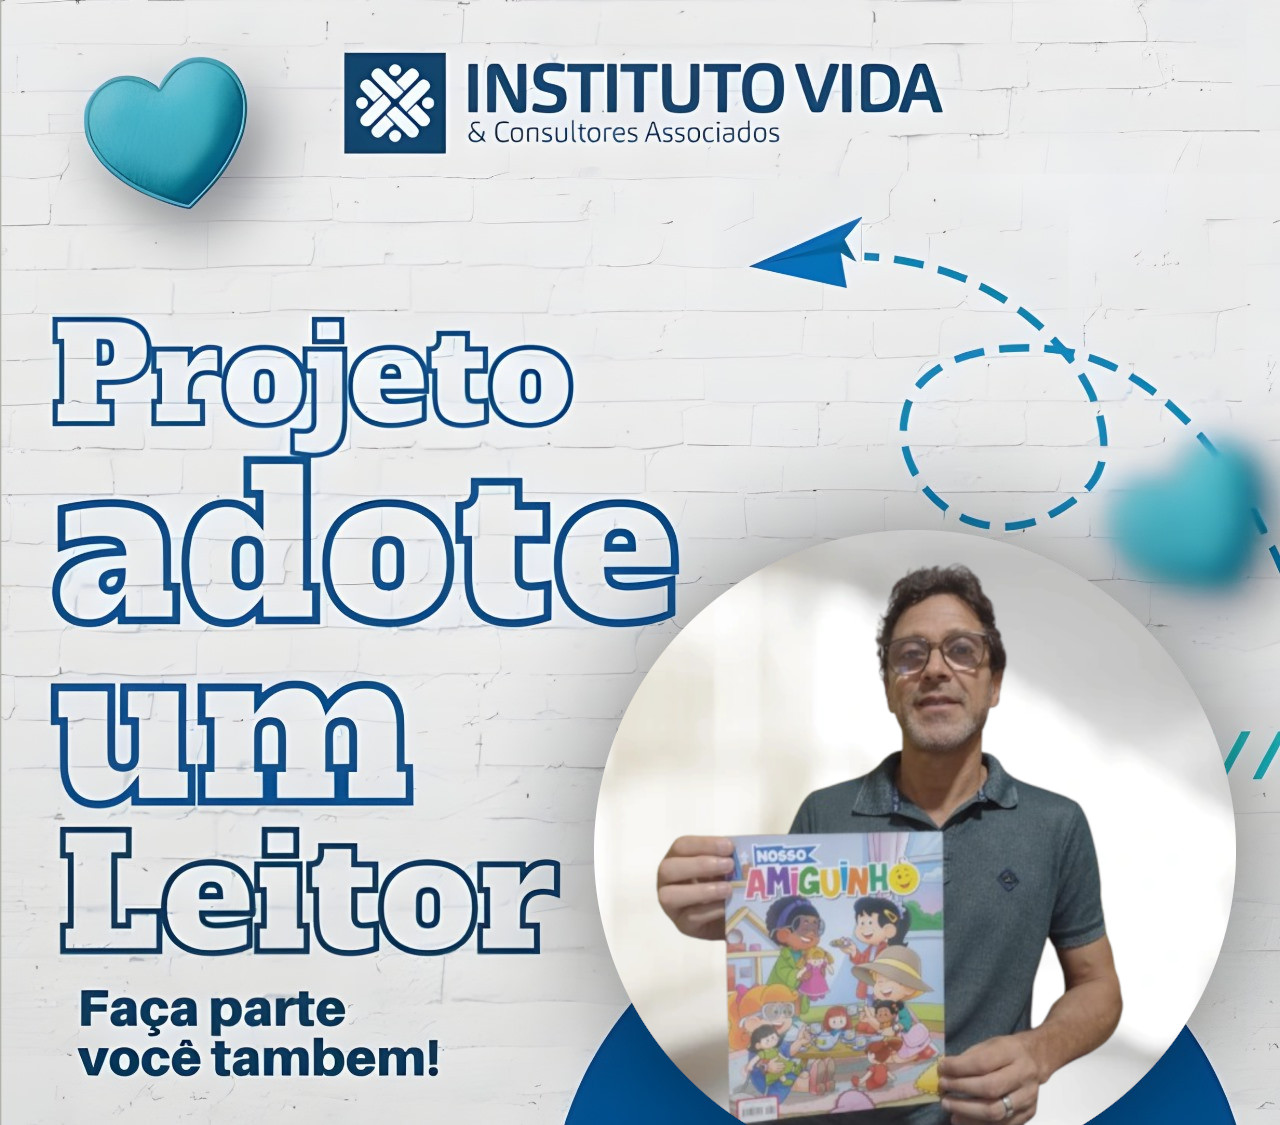 INSTITUTO VIDA
& Consultores Associados
Projeto
adote
um
Leitor
Faça parte
você tambem!
NOSSO
AMiGUiNHO